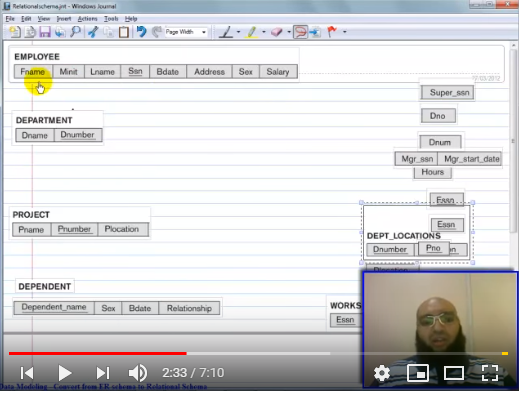 Relationalschema.jnt - Windows Journal
File Edit View Insert Actions Tools Help
Page Width
EMPLOYEE
Fname Minit Lname Ssn Bdate Address Sex Salary
17/03/2012
Super_ssn
Dno
DEPARTMENT
Dname Dnumber
Dnum
Mgr_ssn Mgr_start_date
Hours
Essn
PROJECT
Pname Pnumber Plocation
Essn
DEPT_LOCATIONS
Dnumber Pno
DEPENDENT
Dependent_name Sex Bdate Relationship
WORKS
Essn
2:33 / 7:10
Data Modeling - Convert from ER schema to Relational Schema